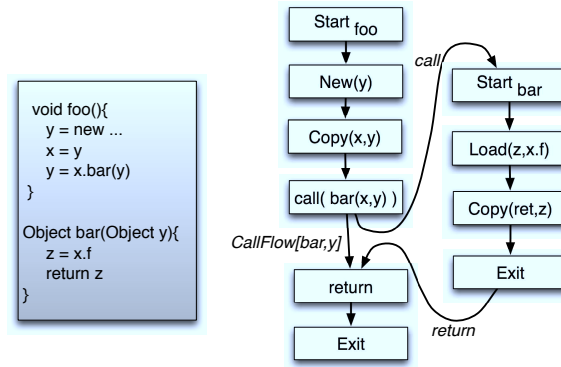 void foo(){
y = new ...
x = y
y = x.bar(y)
}
Object bar(Object y){
z = x.f
return z
}
Start foo
New(y)
Copy(x,y)
call( bar(x,y) )
CallFlow[bar,y]
return
Exit
call
Start bar
Load(z,x.f)
Copy(ret,z)
Exit
return